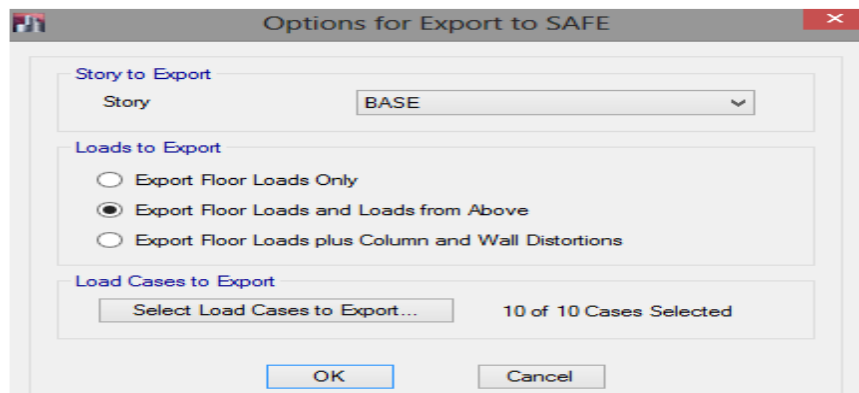 Options for Export to SAFE
Story to Export
Story BASE
Loads to Export
Export Floor Loads Only
Export Floor Loads and Loads from Above
Export Floor Loads plus Column and Wall Distortions
Load Cases to Export
Select Load Cases to Export... 10 of 10 Cases Selected
OK Cancel